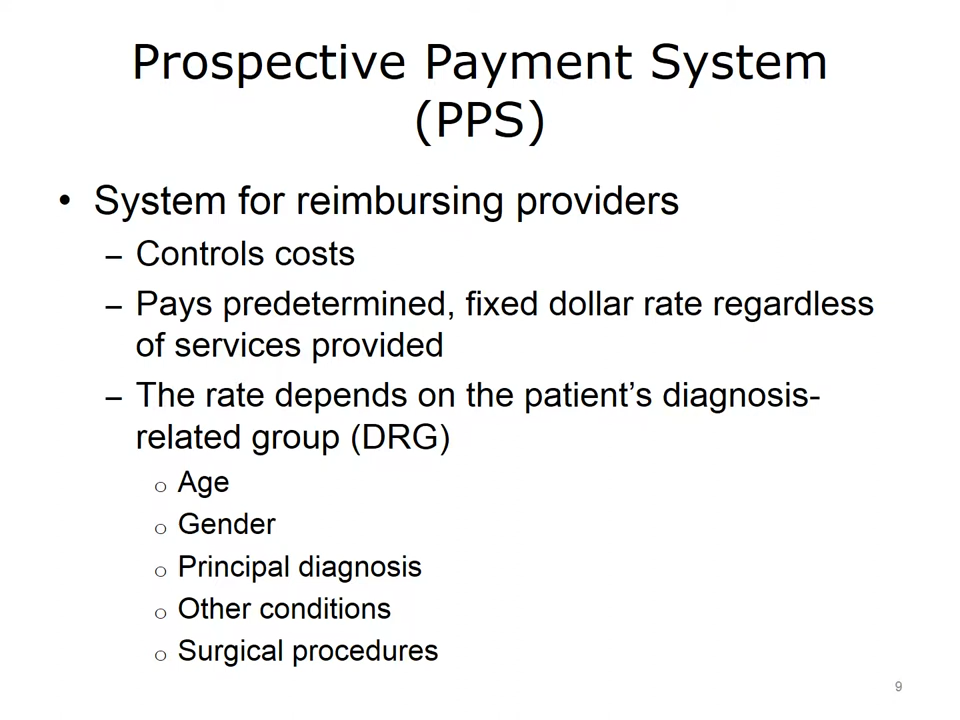 Prospective Payment System
(PPS)
• System for reimbursing providers
– Controls costs
– Pays predetermined, fixed dollar rate regardless
of services provided
– The rate depends on the patient’s diagnosis-
related group (DRG)
o Age
o Gender
o Principal diagnosis
o Other conditions
o Surgical procedures
9